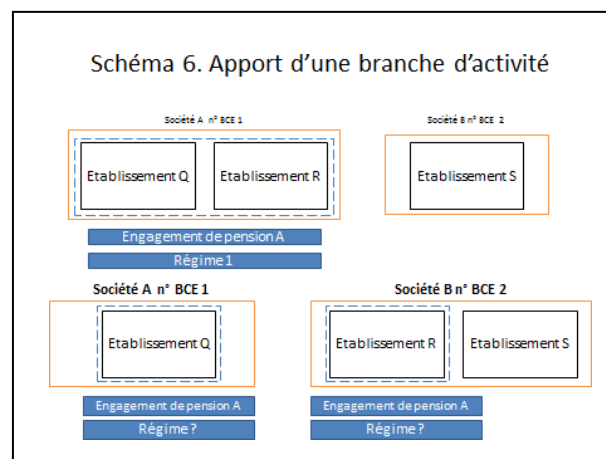 Schéma 6. Apport d'une branche d'activité
Société A n° BCE 1
Société B n° BCE 2
Etablissement Q
Etablissement R
Etablissement S
Engagement de pension A
Régime 1
Société A n° BCE 1
Société B n° BCE 2
Etablissement Q
Etablissement R
Etablissement S
Engagement de pension A
Engagement de pension A
Régime ?
Régime ?